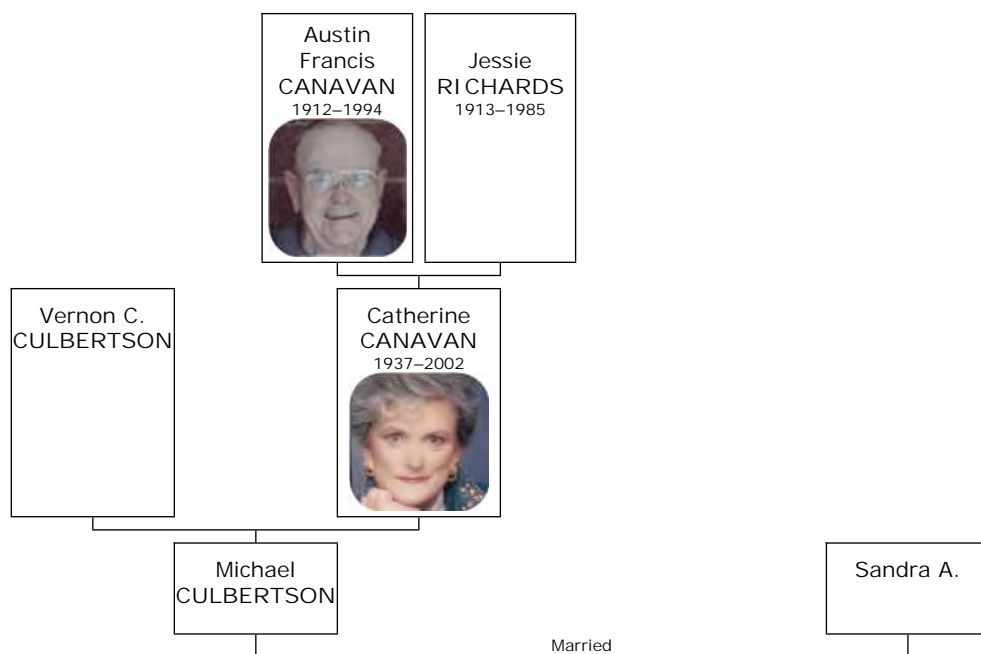 Austin
Francis
CANAVAN
1912–1994
Jessie
RICHARDS
1913–1985
Vernon C.
CULBERTSON
Catherine
CANAVAN
1937–2002
Michael
CULBERTSON
Sandra A.
Married